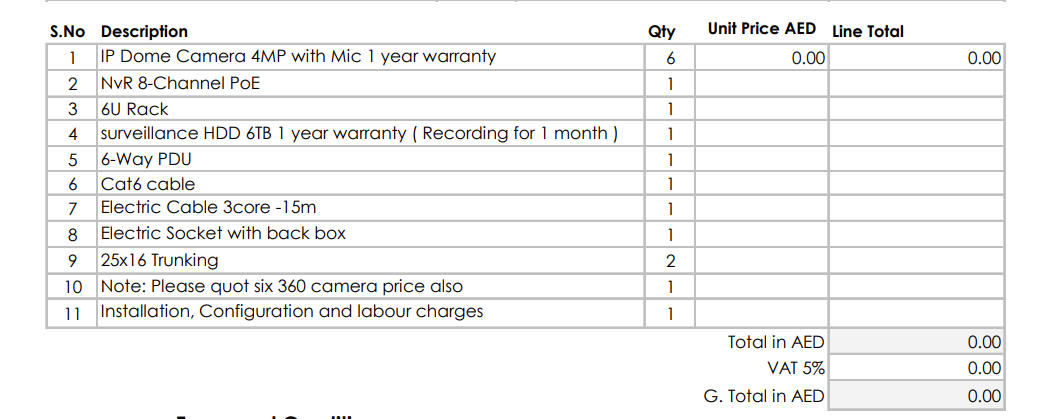 S.No Description Qty Unit Price AED Line Total
1 IP Dome Camera 4MP with Mic 1 year warranty 6 0.00 0.00
2 NvR 8-Channel PoE 1
3 6U Rack 1
4 surveillance HDD 6TB 1 year warranty ( Recording for 1 month ) 1
5 6-Way PDU 1
6 Cat6 cable 1
7 Electric Cable 3core -15m 1
8 Electric Socket with back box 1
9 25x16 Trunking 2
10 Note: Please quot six 360 camera price also 1
11 Installation, Configuration and labour charges 1
Total in AED 0.00
VAT 5% 0.00
G. Total in AED 0.00